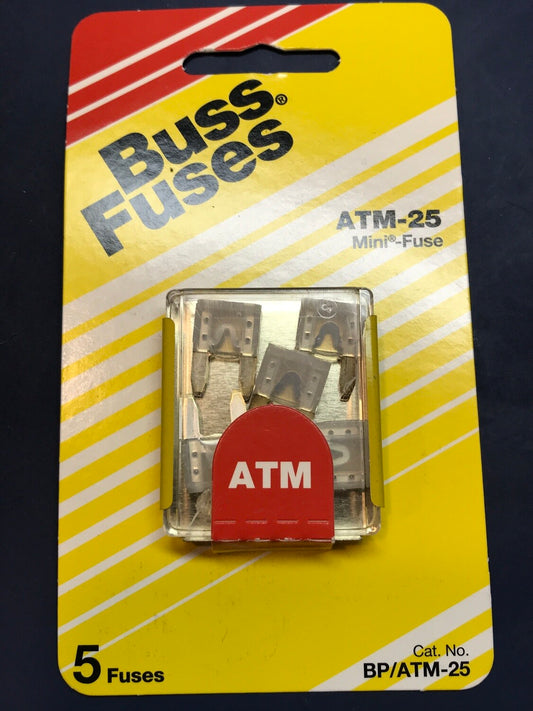 Buss®
Fuses
ATM-25
Mini®-Fuse
ATM
5 Fuses
Cat. No.
BP/ATM-25